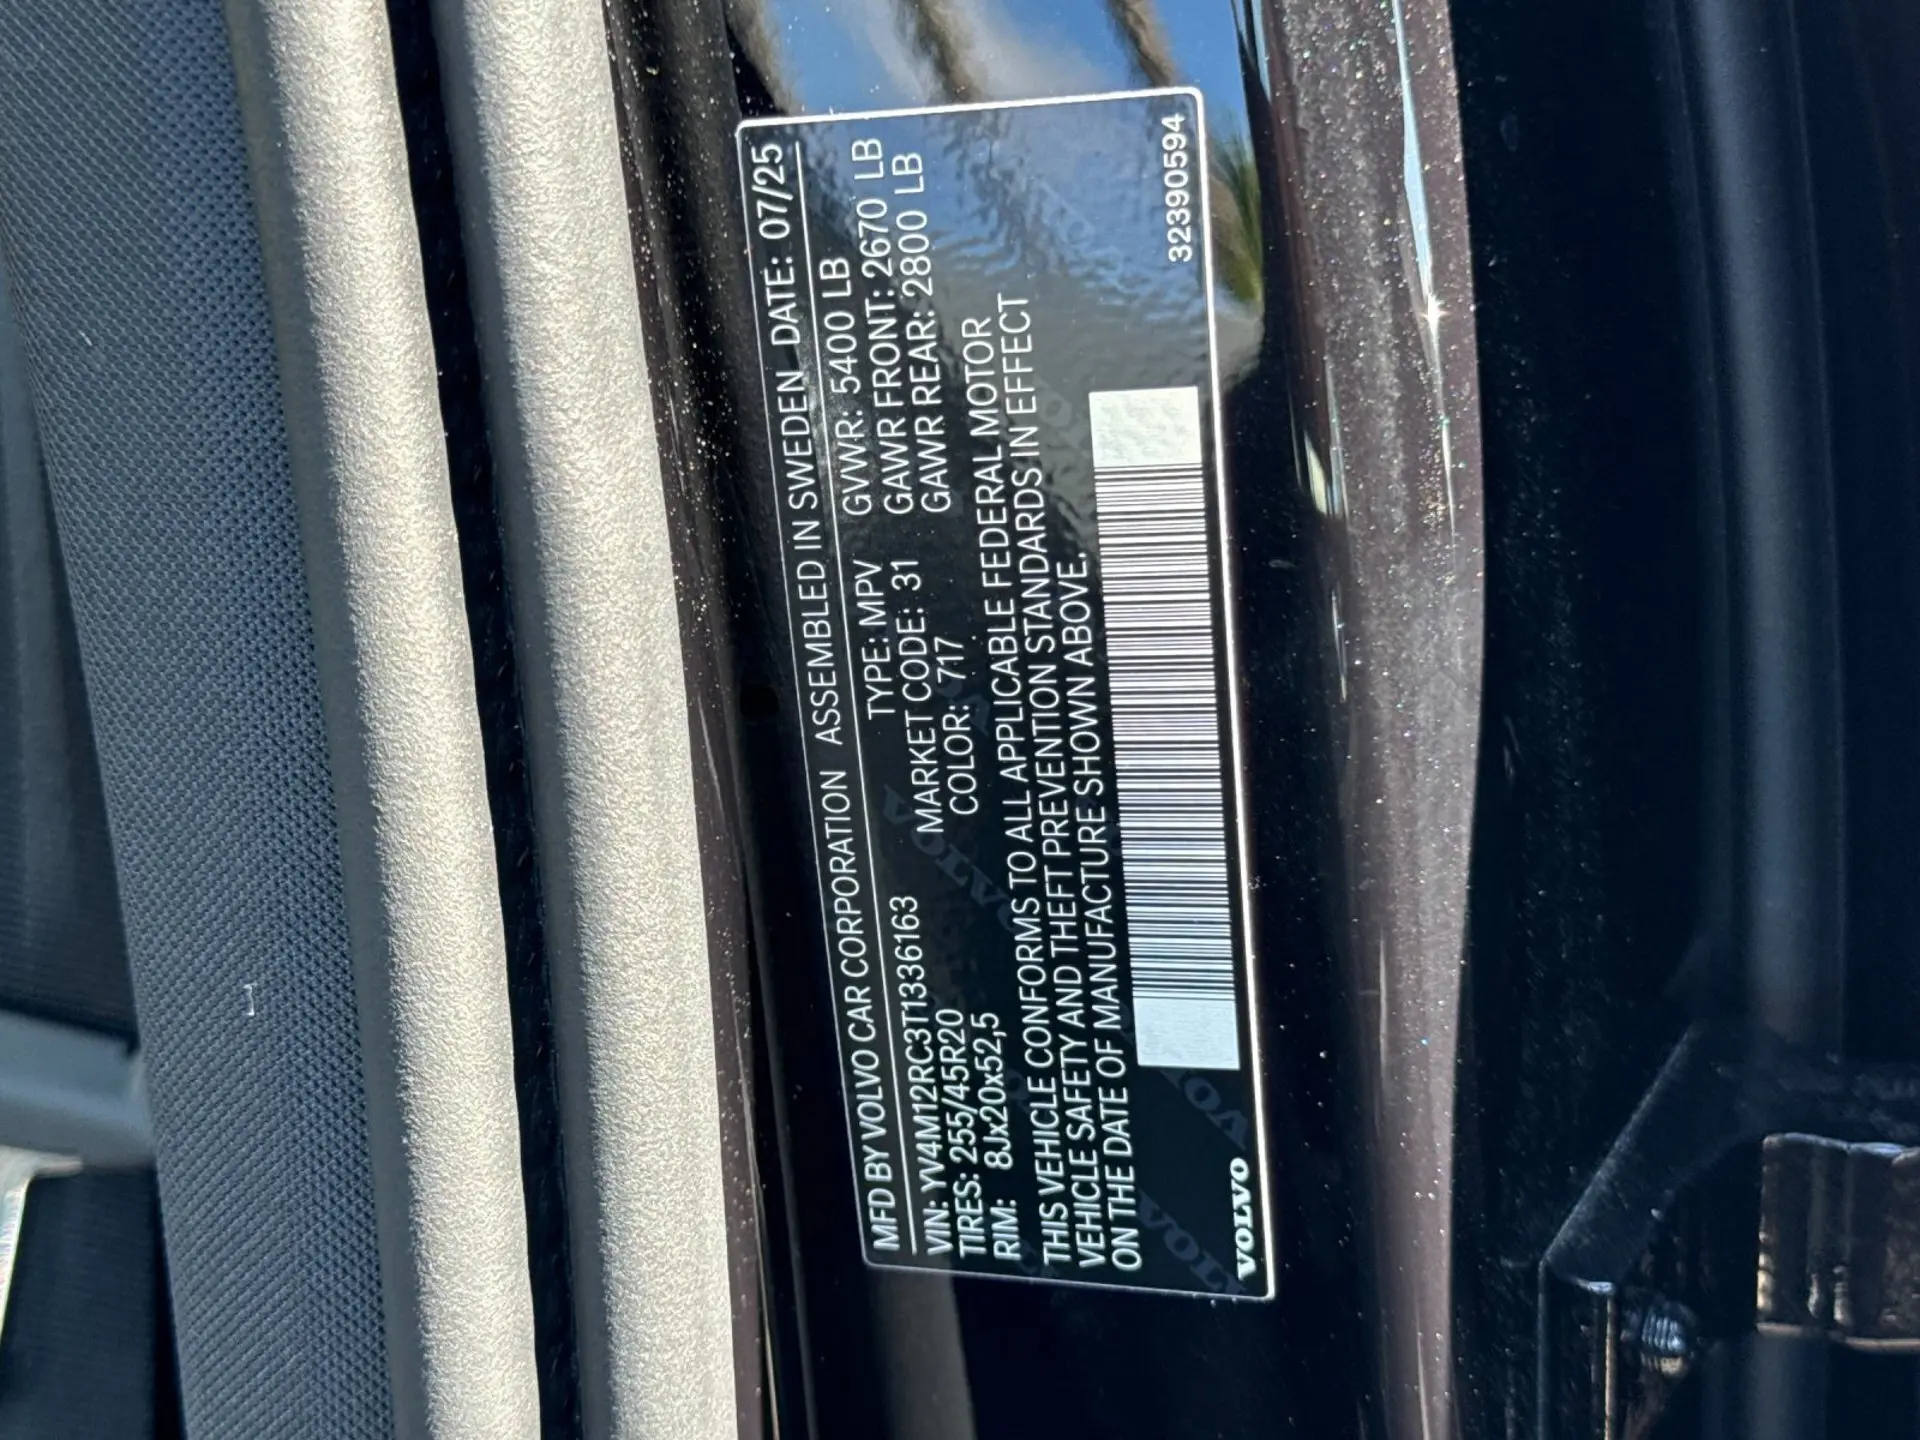 MFD BY VOLVO CAR CORPORATION ASSEMBLED IN SWEDEN DATE: 07/25
VIN: YV4M12RC3T1336163 TYPE: MPV GVWR: 5400 LB
TIRES: 255/45R20 MARKET CODE: 31 GAWR FRONT: 2670 LB
RIM: 8Jx20x52,5 COLOR: 717 GAWR REAR: 2800 LB
THIS VEHICLE CONFORMS TO ALL APPLICABLE FEDERAL MOTOR
VEHICLE SAFETY AND THEFT PREVENTION STANDARDS IN EFFECT
ON THE DATE OF MANUFACTURE SHOWN ABOVE.
VOLVO 32390594